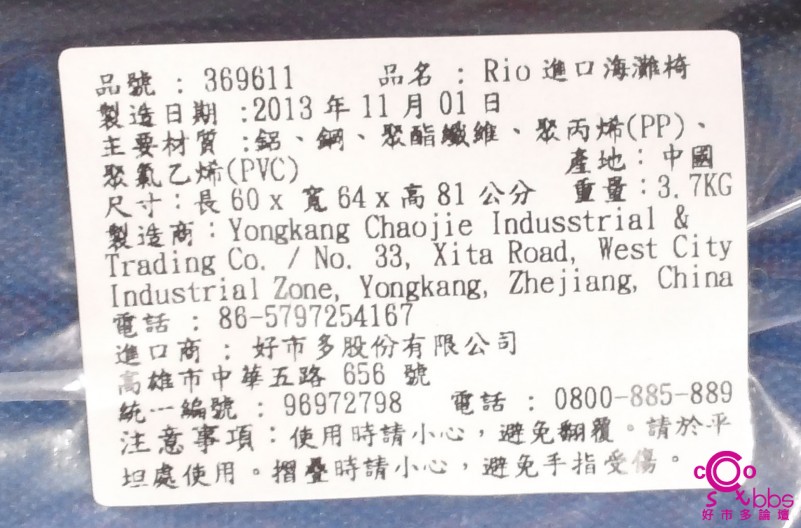 品號 : 369611 品名 : Rio 進口海灘椅
製造日期 :2013 年 11 月 01 日
主要材質 :鋁、鋼、聚酯纖維、聚丙烯(PP)、
聚氯乙烯(PVC) 產地 : 中國
尺寸 : 長 60 x 寬 64 x 高 81 公分 重量 : 3.7KG
製造商 : Yongkang Chaojie Indusstrial &
Trading Co. / No. 33, Xita Road, West City
Industrial Zone, Yongkang, Zhejiang, China
電話 : 86-5797254167
進口商 : 好市多股份有限公司
高雄市中華五路 656 號
統一編號 : 96972798 電話 : 0800-885-889
注意事項：使用時請小心，避免翻覆。請於平
坦處使用。摺疊時請小心，避免手指受傷。
COSTCO bbs
好市多論壇